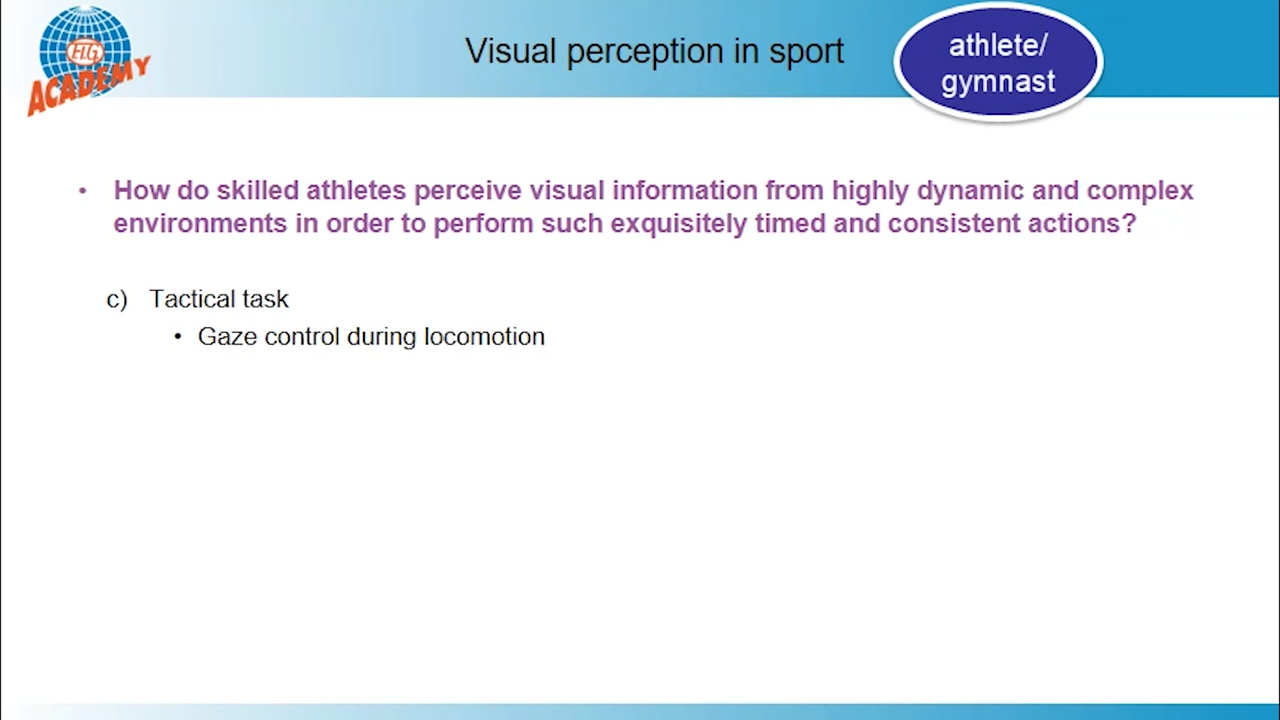 F.I.G.
ACADEMY
Visual perception in sport
athlete/
gymnast
• How do skilled athletes perceive visual information from highly dynamic and complex
environments in order to perform such exquisitely timed and consistent actions?
c) Tactical task
• Gaze control during locomotion